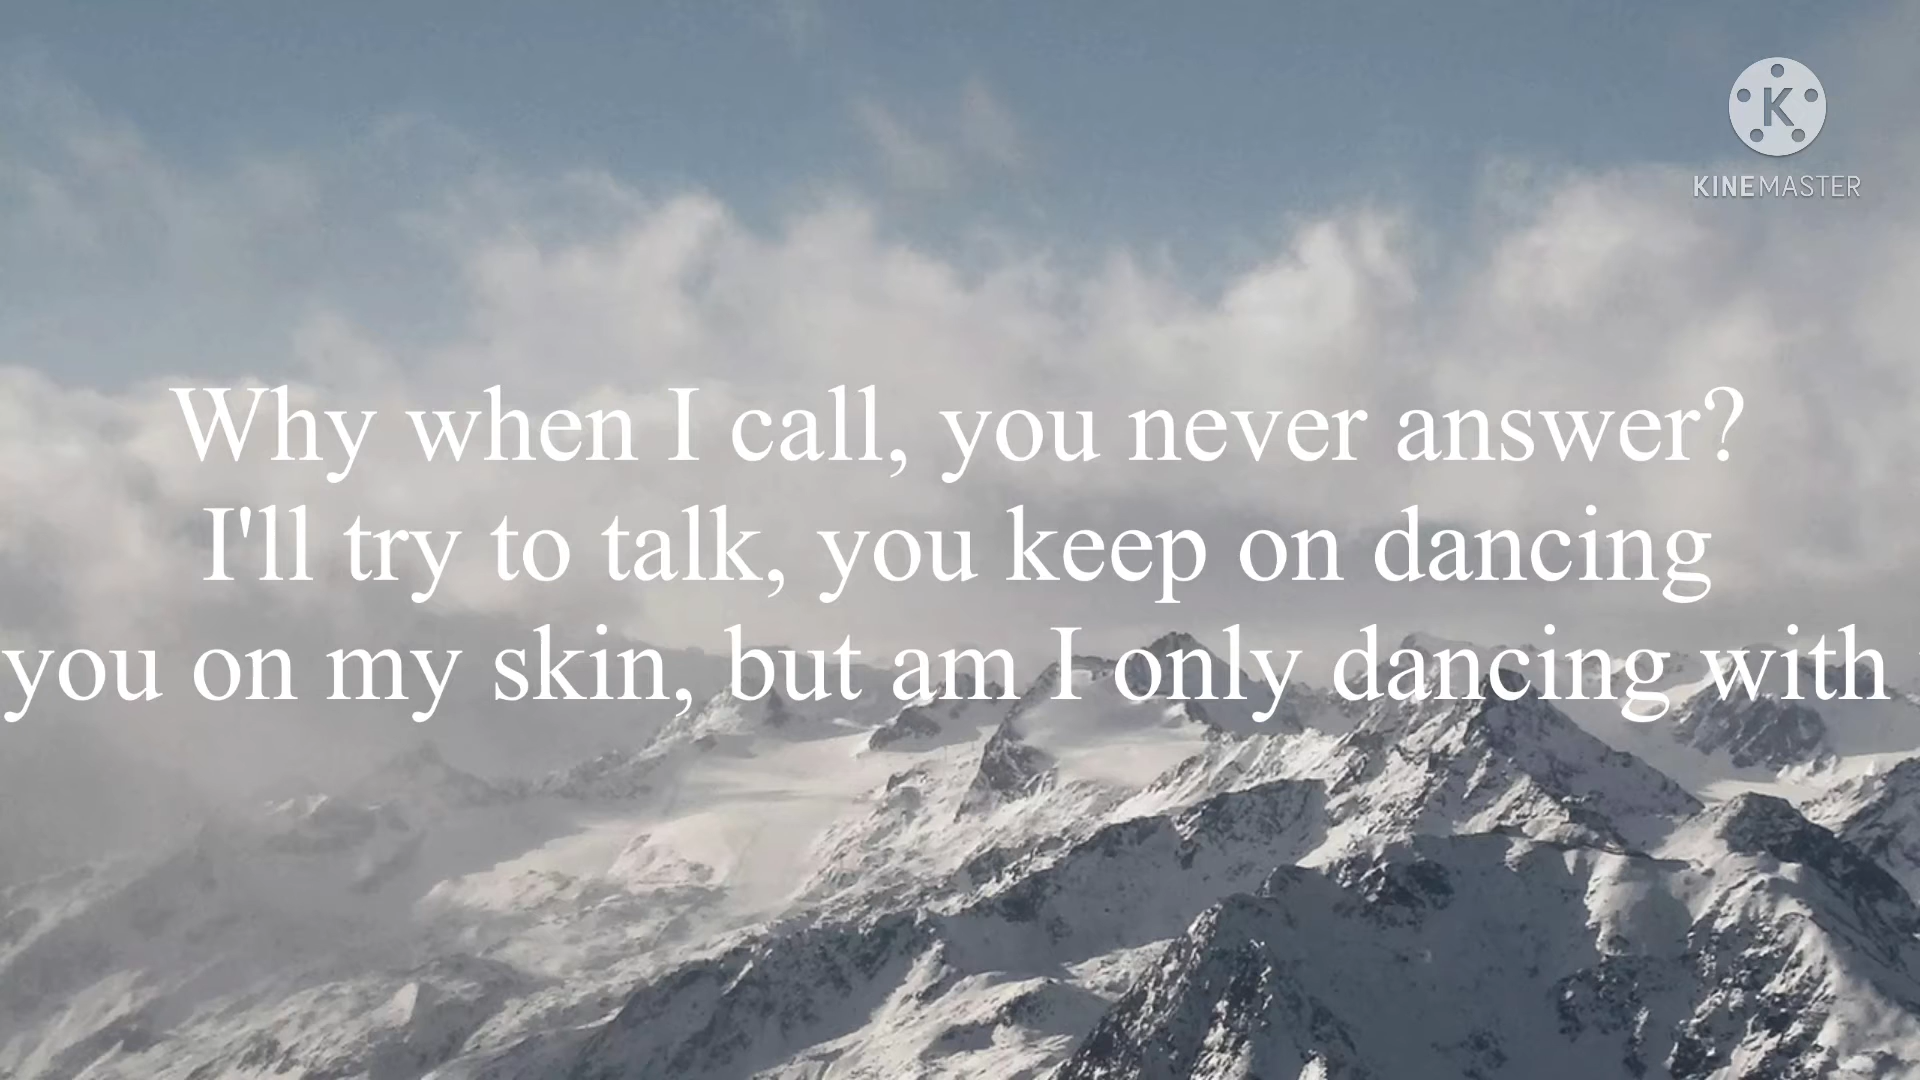 KINEMASTER
Why when I call, you never answer?
I'll try to talk, you keep on dancing
you on my skin, but am I only dancing with